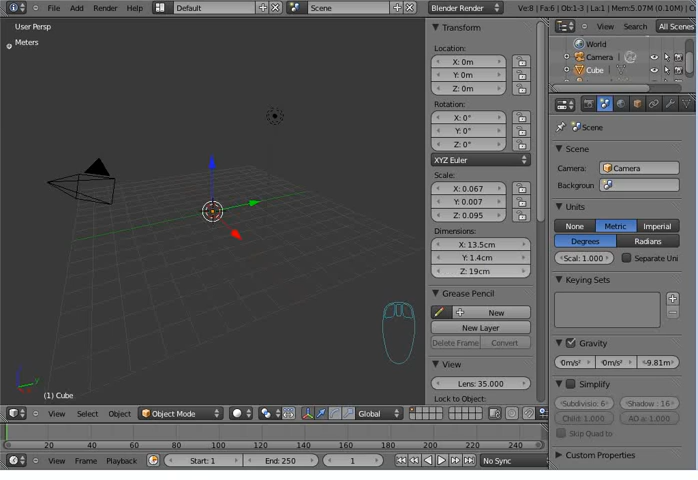 File Add Render Help Default Scene Blender Render Ve:8 | Fa:6 | Ob:1-3 | La:1 | Mem:5.07M (0.10M) | C
User Persp
Meters
(1) Cube
Transform
Location:
X: 0m
Y: 0m
Z: 0m
Rotation:
X: 0°
Y: 0°
Z: 0°
XYZ Euler
Scale:
X: 0.067
Y: 0.007
Z: 0.095
Dimensions:
X: 13.5cm
Y: 1.4cm
Z: 19cm
Grease Pencil
New
New Layer
Delete Frame Convert
View
Lens: 35.000
Lock to Object:
View Search All Scenes
World
Camera
Cube
Scene
Scene
Camera: Camera
Backgroun
Units
None Metric Imperial
Degrees Radians
Scal: 1.000 Separate Uni
Keying Sets
Gravity
0m/s² 0m/s² -9.81m
Simplify
Subdivisio: 6 Shadow : 16
Child: 1.000 AO a: 1.000
Skip Quad to
Custom Properties
View Select Object Object Mode Global
20 40 60 80 100 120 140 160 180 200 220 240
View Frame Playback Start: 1 End: 250 1 No Sync